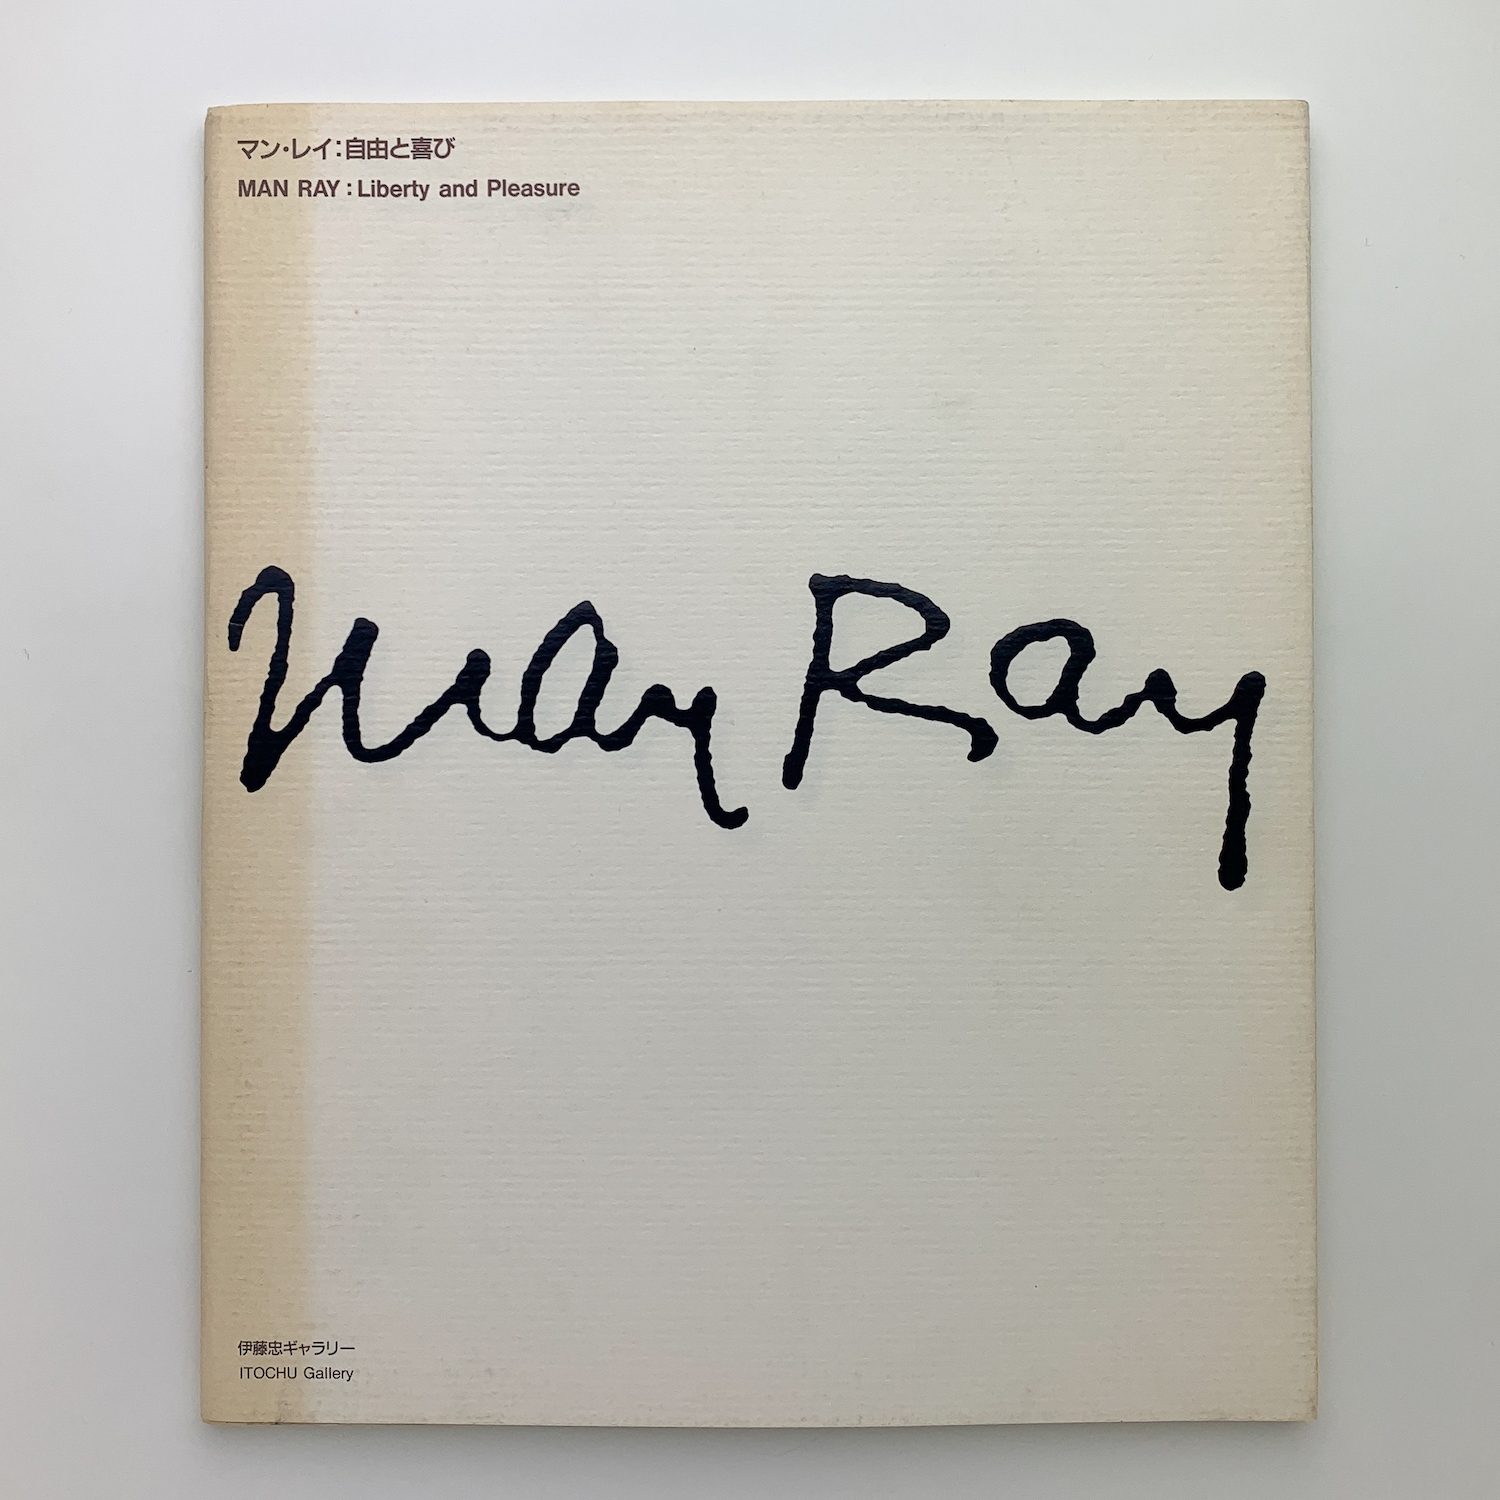 マン・レイ:自由と喜び
MAN RAY : Liberty and Pleasure
Man Ray
伊藤忠ギャラリー
ITOCHU Gallery